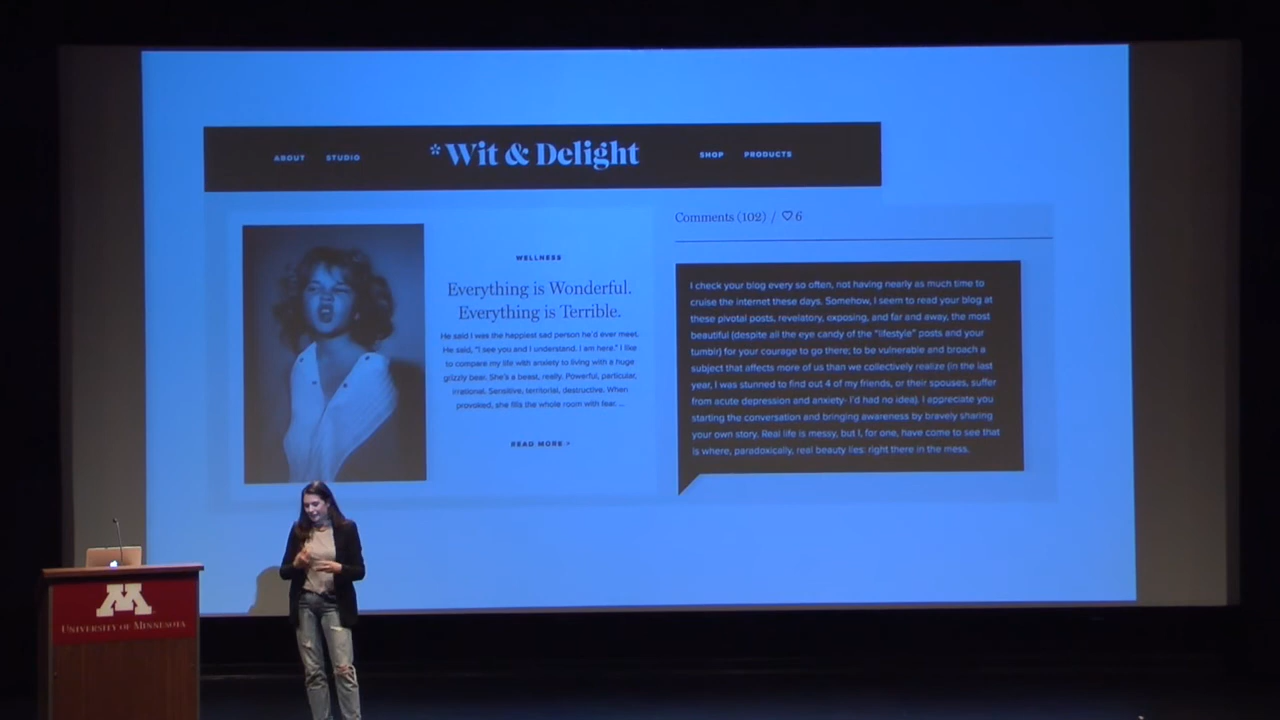 ABOUT STUDIO *Wit & Delight SHOP PRODUCTS
WELLNESS
Everything is Wonderful.
Everything is Terrible.
He said I was the happiest sad person he'd ever meet.
He said, "I see you and I understand. I am here." I like
to compare my life with anxiety to living with a huge
grizzly bear. She's a beast, really. Powerful, particular,
irrational. Sensitive, territorial, destructive. When
provoked, she fills the whole room with fear ...
READ MORE >
Comments (102) / ♡ 6
I check your blog every so often, not having nearly as much time to
cruise the internet these days. Somehow, I seem to read your blog at
these pivotal posts, revelatory, exposing, and far and away, the most
beautiful (despite all the eye candy of the "lifestyle" posts and your
tumblr) for your courage to go there; to be vulnerable and broach a
subject that affects more of us than we collectively realize (in the last
year, I was stunned to find out 4 of my friends, or their spouses, suffer
from acute depression and anxiety- I'd had no idea). I appreciate you
starting the conversation and bringing awareness by bravely sharing
your own story. Real life is messy, but I, for one, have come to see that
is where, paradoxically, real beauty lies: right there in the mess.
M
UNIVERSITY OF MINNESOTA